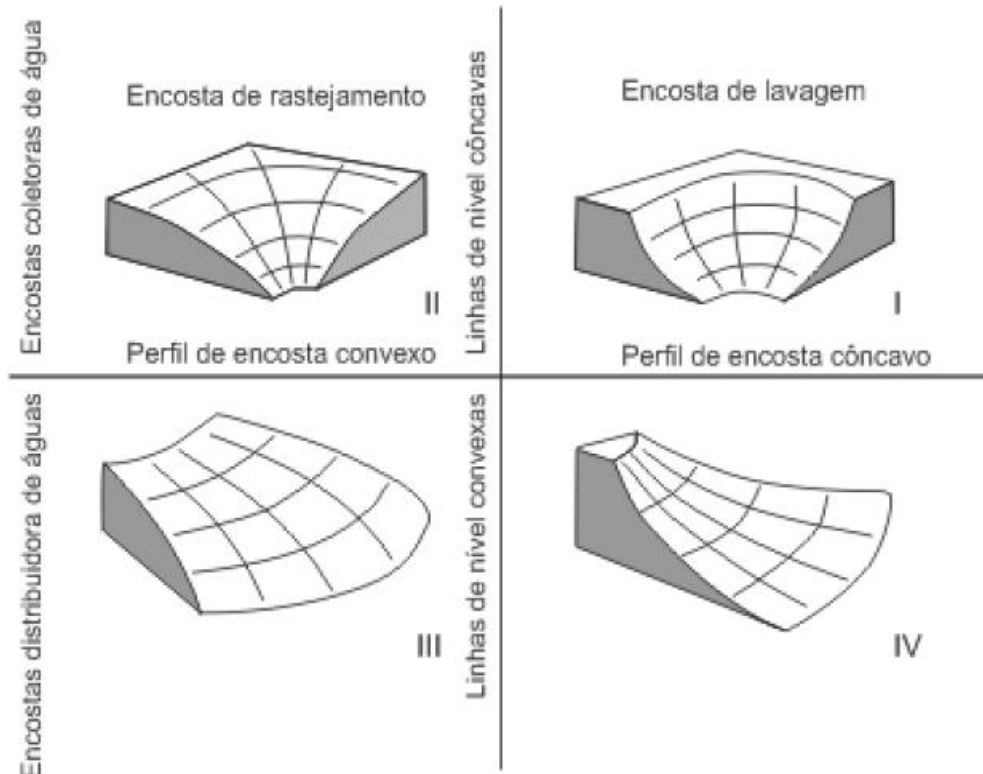 Encostas coletoras de água
Encosta de rastejamento
II
Perfil de encosta convexo
Linhas de nível côncavas
Encosta de lavagem
I
Perfil de encosta côncavo
Encostas distribuidora de águas
III
Linhas de nível convexas
IV